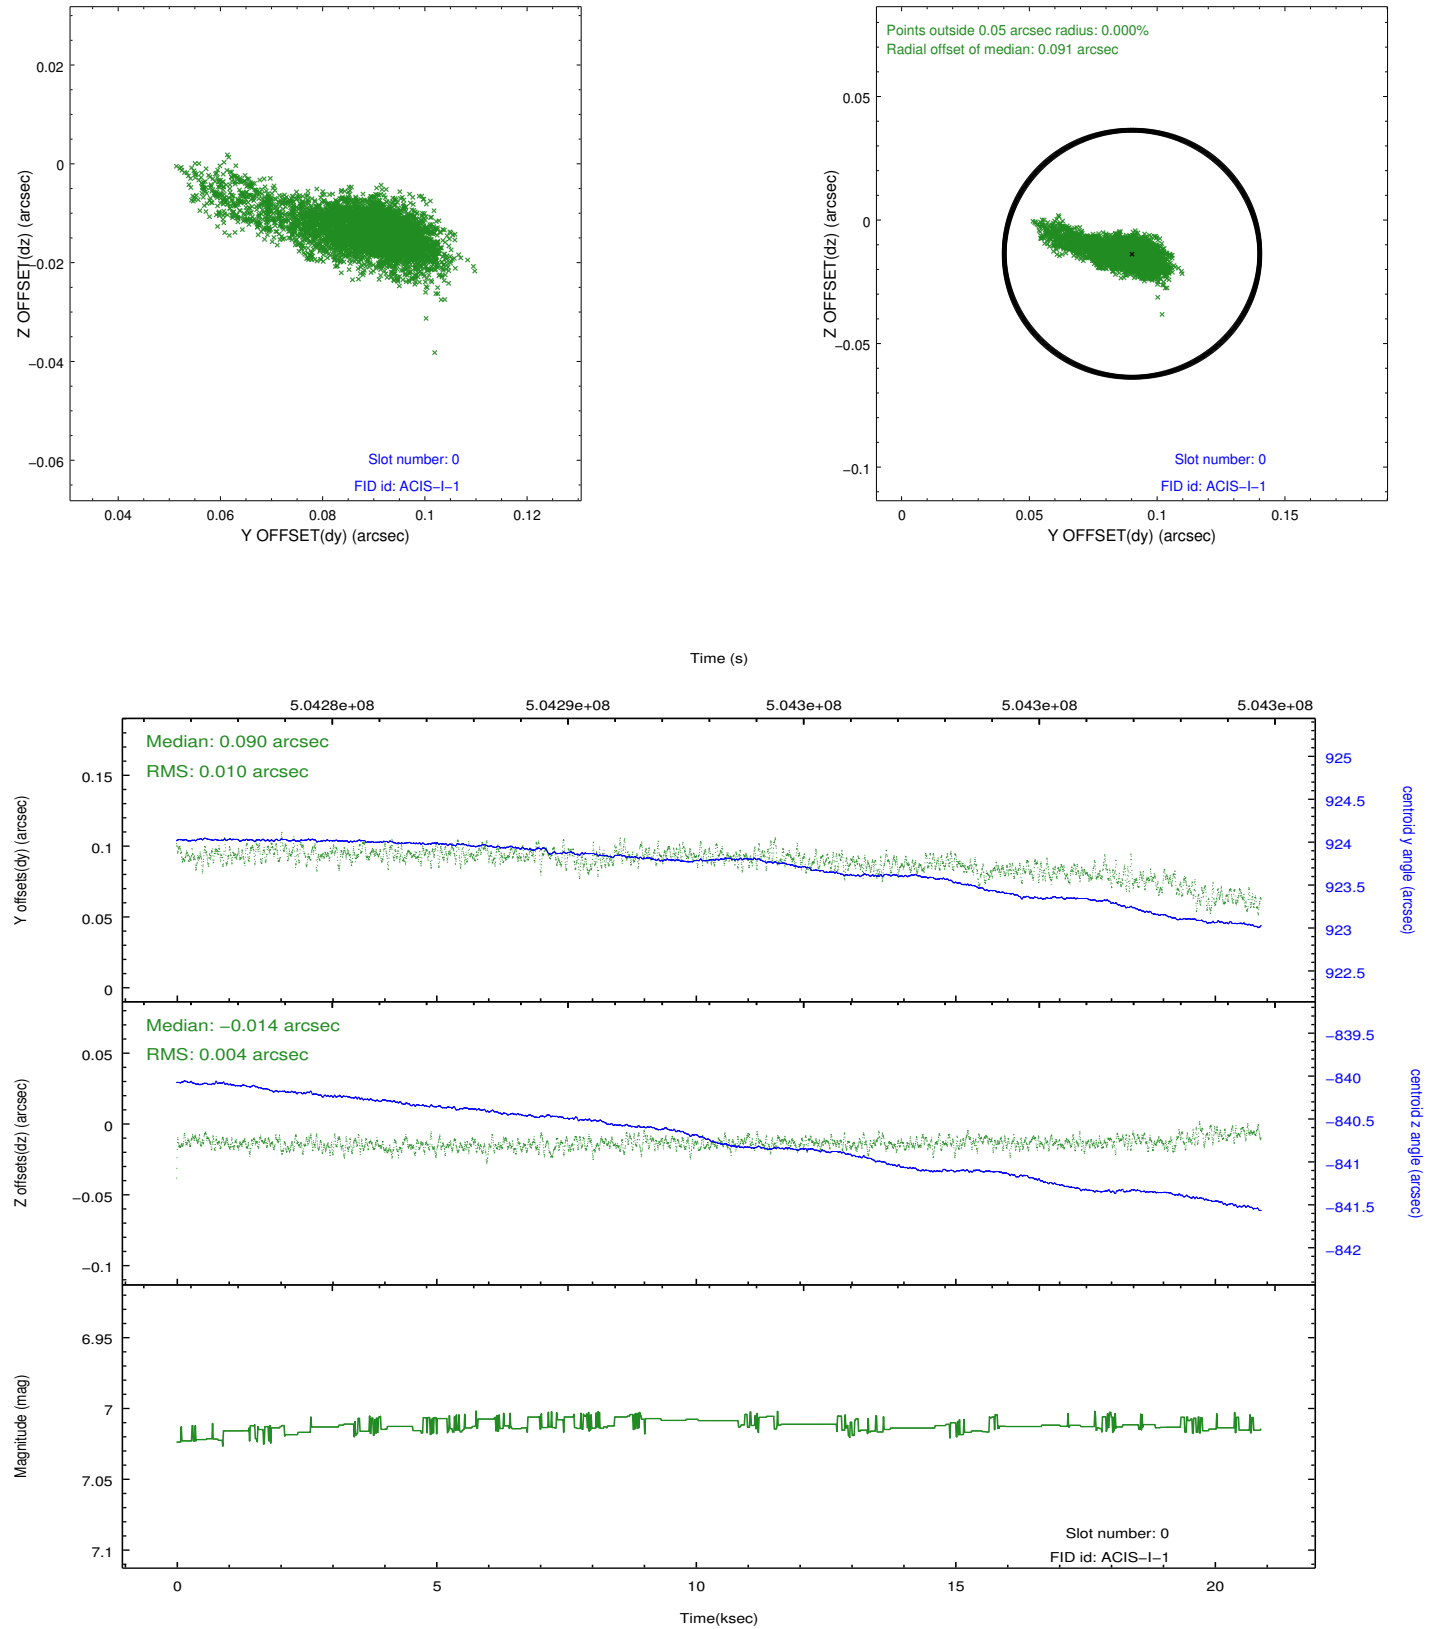 0.02
0
−0.02
−0.04
−0.06
Z OFFSET(dz) (arcsec)
Slot number: 0
FID id: ACIS−I−1
0.04 0.06 0.08 0.1 0.12
Y OFFSET(dy) (arcsec)
Points outside 0.05 arcsec radius: 0.000%
Radial offset of median: 0.091 arcsec
0.05
0
−0.05
−0.1
Z OFFSET(dz) (arcsec)
Slot number: 0
FID id: ACIS−I−1
0 0.05 0.1 0.15
Y OFFSET(dy) (arcsec)
Time (s)
5.0428e+08 5.0429e+08 5.043e+08 5.043e+08 5.043e+08
Median: 0.090 arcsec
RMS: 0.010 arcsec
0.15
0.1
0.05
0
Y offsets(dy) (arcsec)
925
924.5
924
923.5
923
922.5
centroid y angle (arcsec)
Median: −0.014 arcsec
RMS: 0.004 arcsec
0.05
0
−0.05
−0.1
Z offsets(dz) (arcsec)
−839.5
−840
−840.5
−841
−841.5
−842
centroid z angle (arcsec)
6.95
7
7.05
7.1
Magnitude (mag)
Slot number: 0
FID id: ACIS−I−1
0 5 10 15 20
Time(ksec)